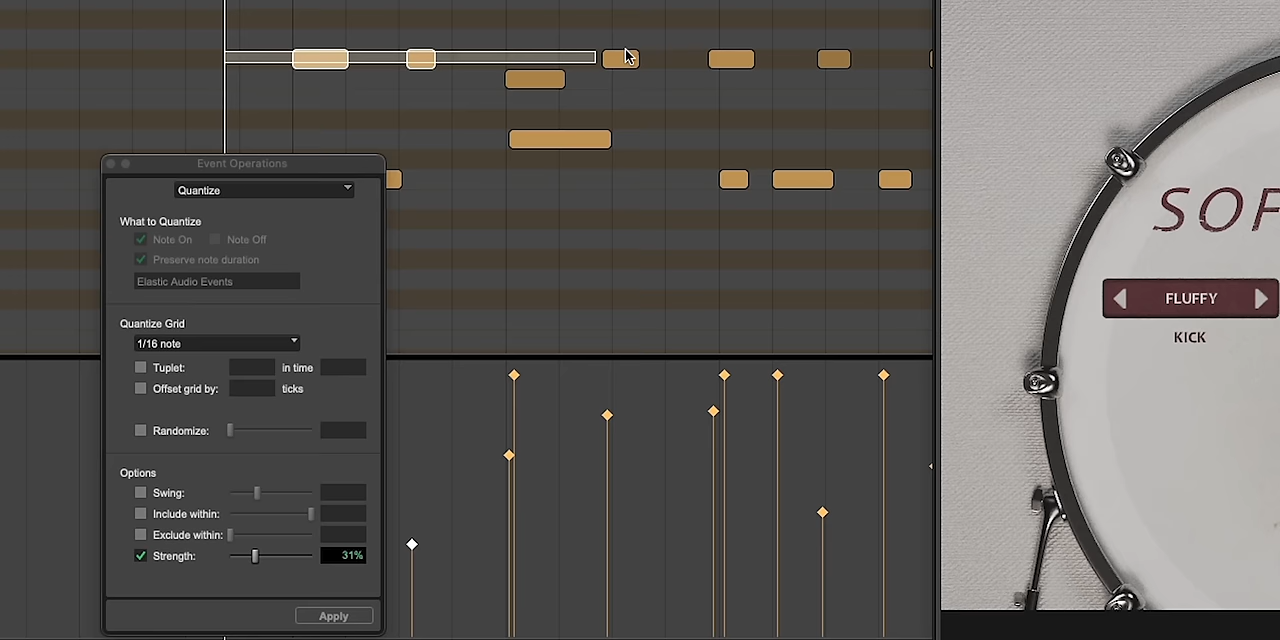 Event Operations
Quantize
What to Quantize
Note On Note Off
Preserve note duration
Elastic Audio Events
Quantize Grid
1/16 note
Tuplet: in time
Offset grid by: ticks
Randomize:
Options
Swing:
Include within:
Exclude within:
Strength: 31%
Apply
SOF
FLUFFY
KICK